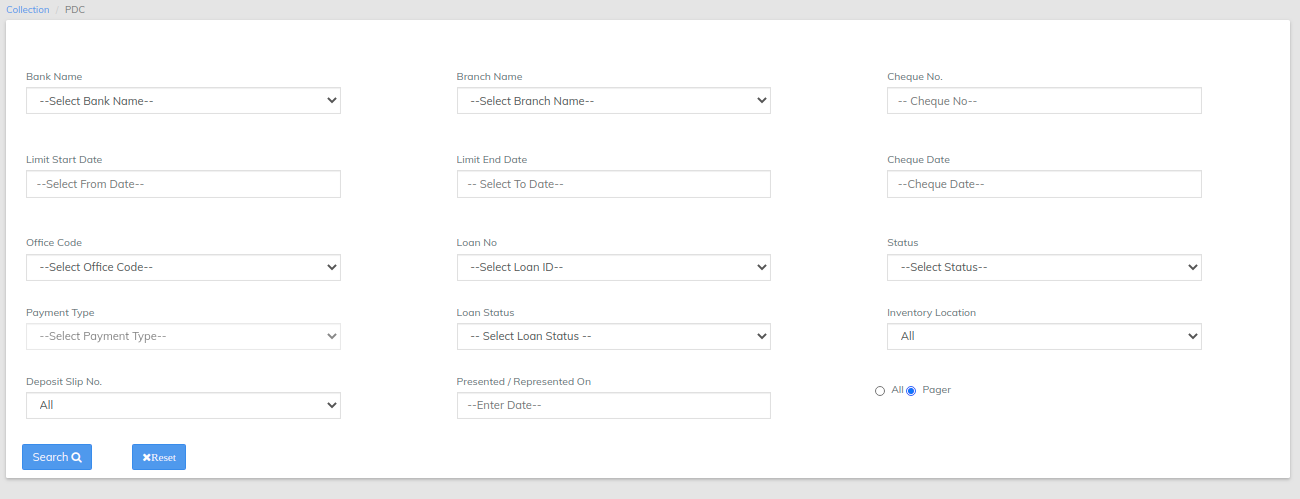 Collection / PDC
Bank Name Branch Name Cheque No.
--Select Bank Name-- --Select Branch Name-- -- Cheque No--
Limit Start Date Limit End Date Cheque Date
--Select From Date-- -- Select To Date-- --Cheque Date--
Office Code Loan No Status
--Select Office Code-- --Select Loan ID-- --Select Status--
Payment Type Loan Status Inventory Location
--Select Payment Type-- -- Select Loan Status -- All
Deposit Slip No. Presented / Represented On
All Pager
All --Enter Date--
Search Reset